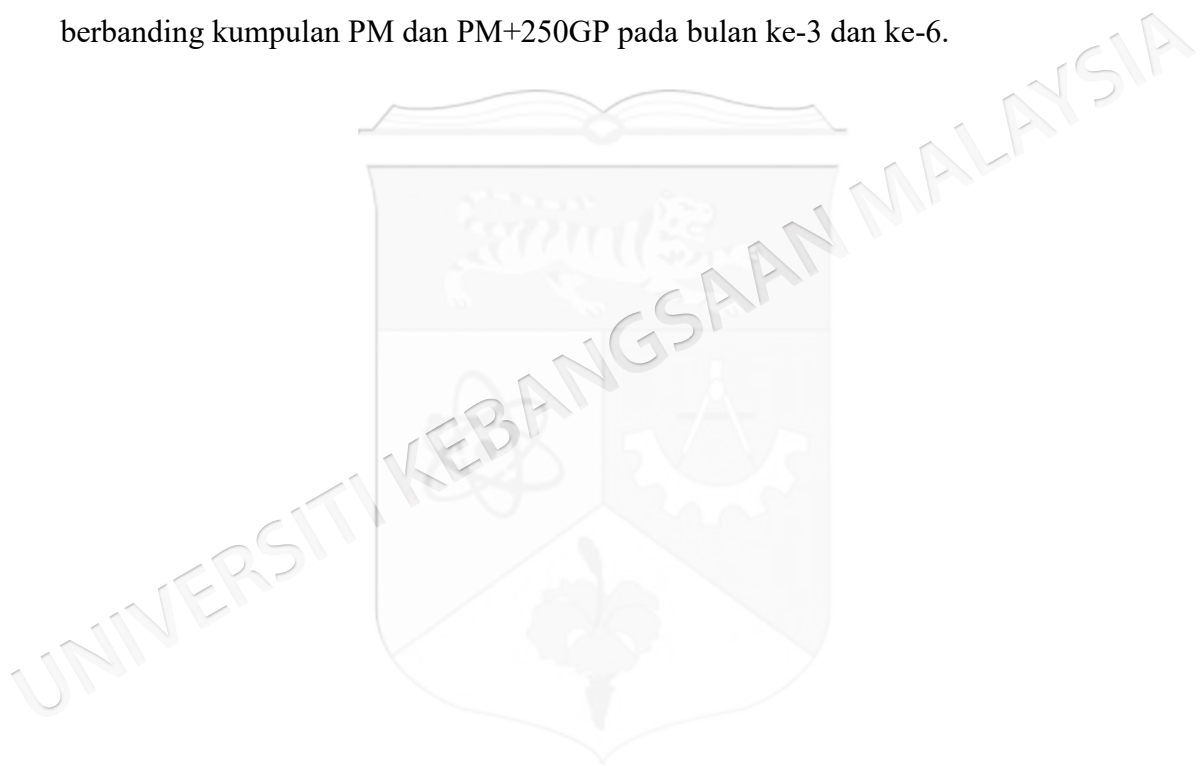 berbanding kumpulan PM dan PM+250GP pada bulan ke-3 dan ke-6.
UNIVERSITI KEBANGSAAN MALAYSIA